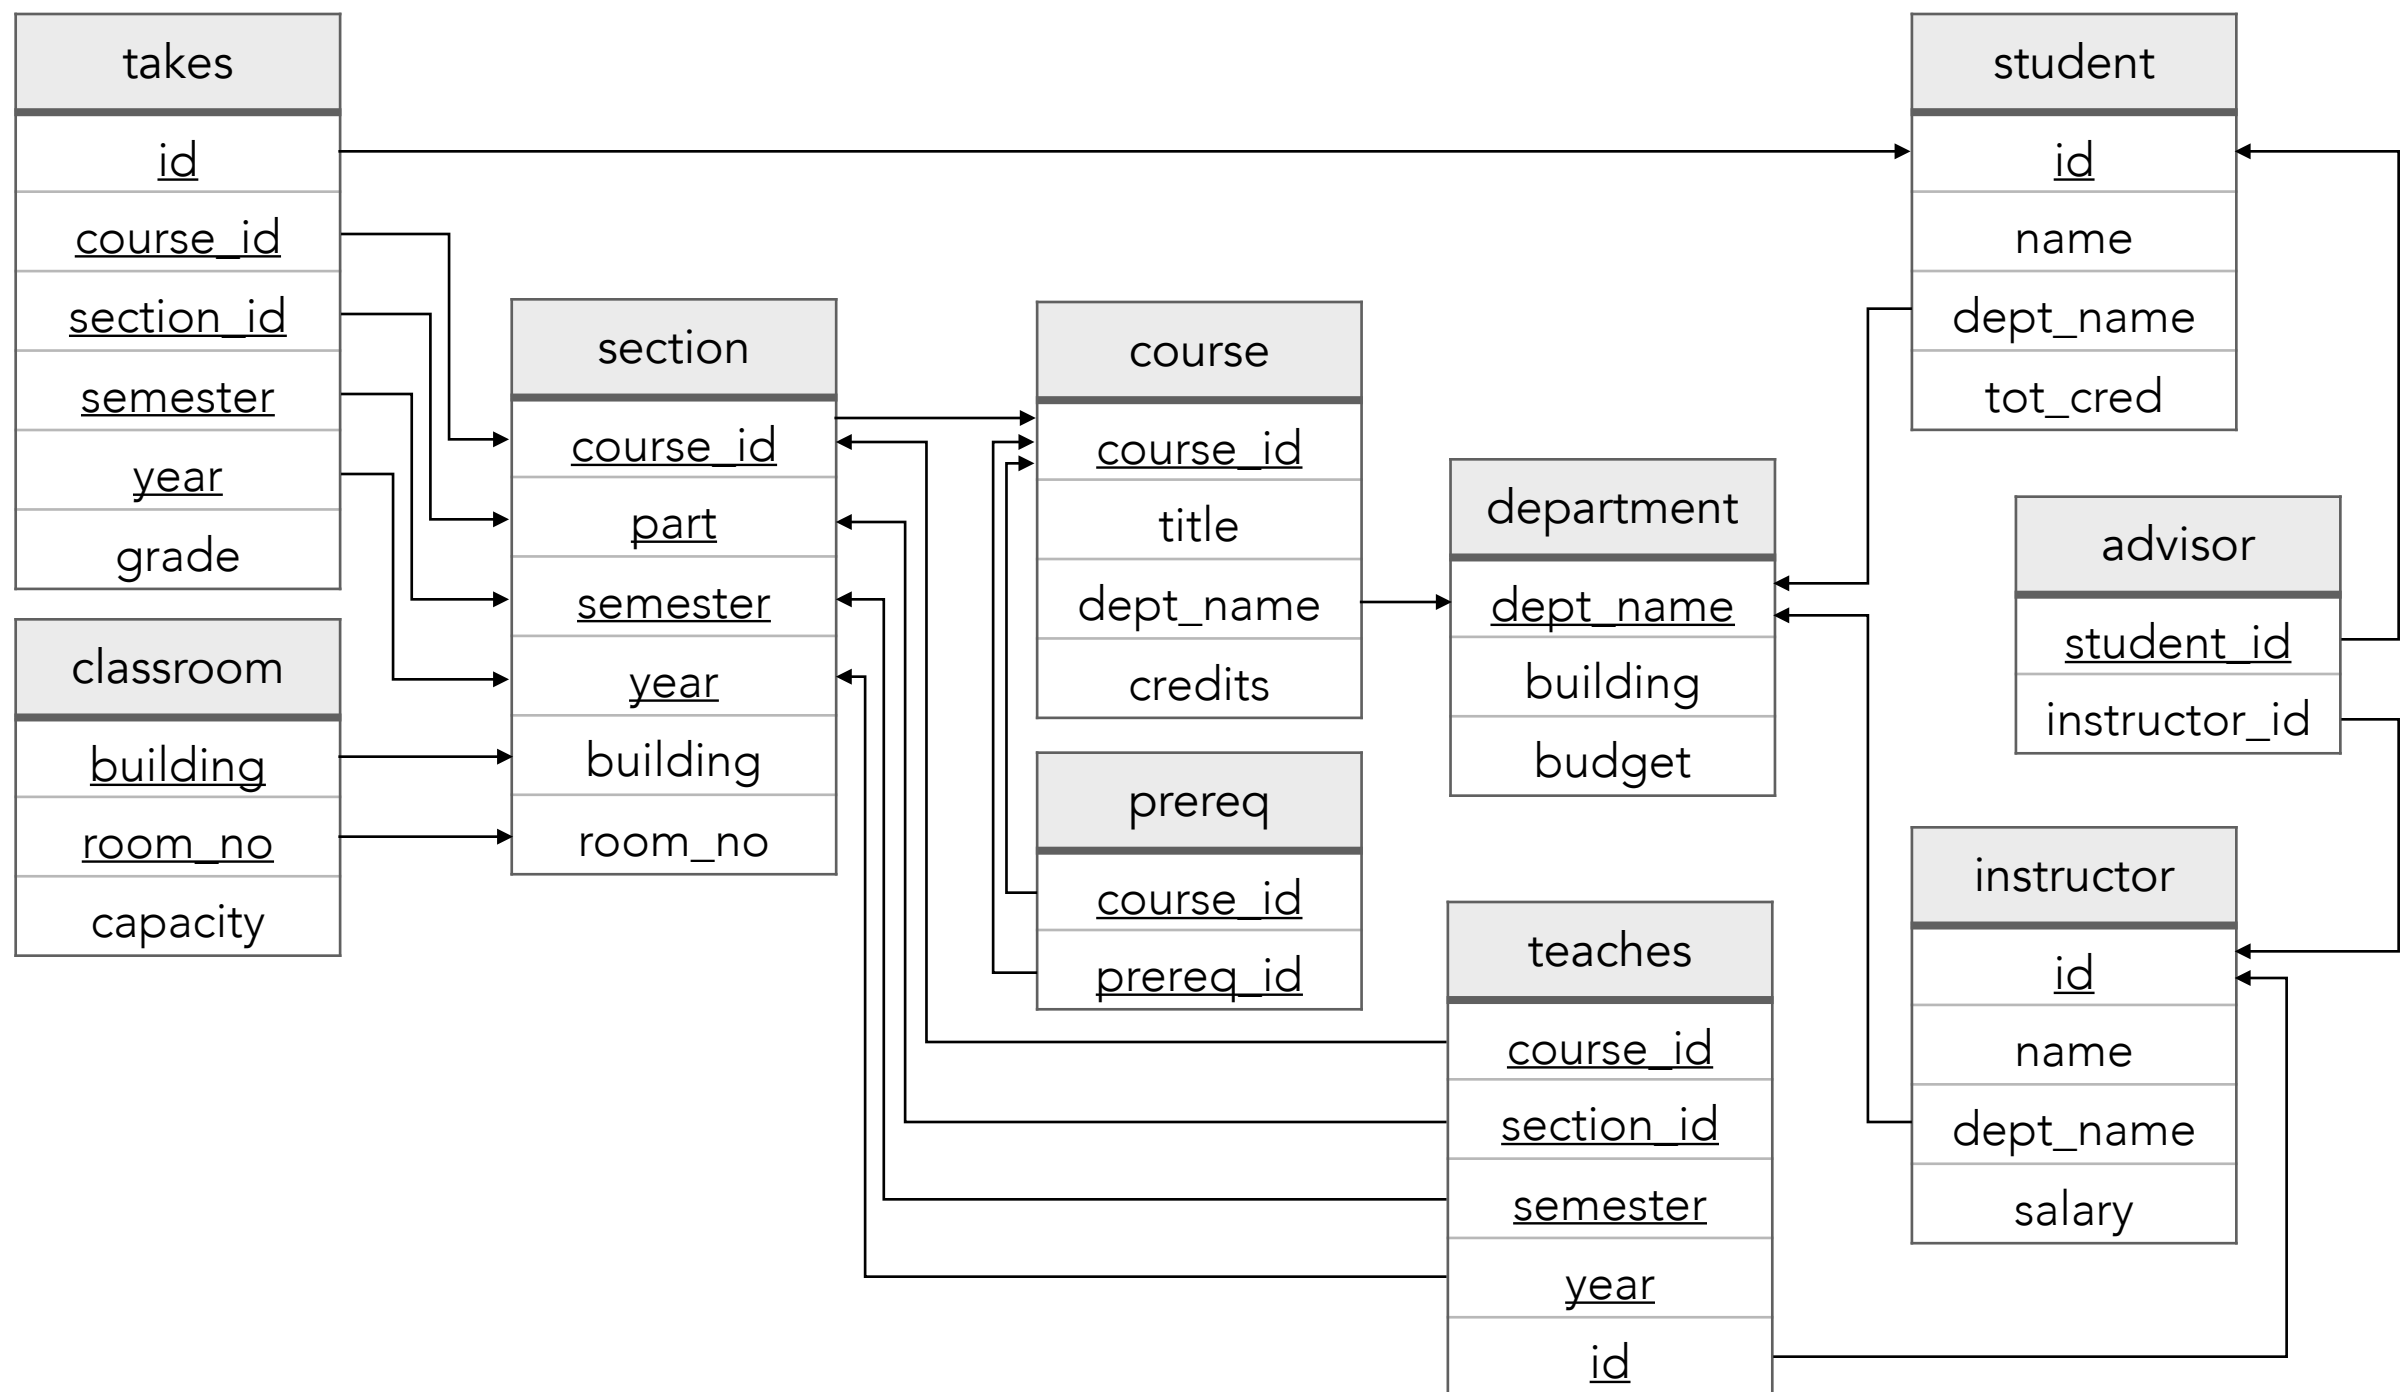 takes
id
course_id
section_id
semester
year
grade
classroom
building
room_no
capacity
section
course_id
part
semester
year
building
room_no
course
course_id
title
dept_name
credits
prereq
course_id
prereq_id
department
dept_name
building
budget
teaches
course_id
section_id
semester
year
id
student
id
name
dept_name
tot_cred
advisor
student_id
instructor_id
instructor
id
name
dept_name
salary